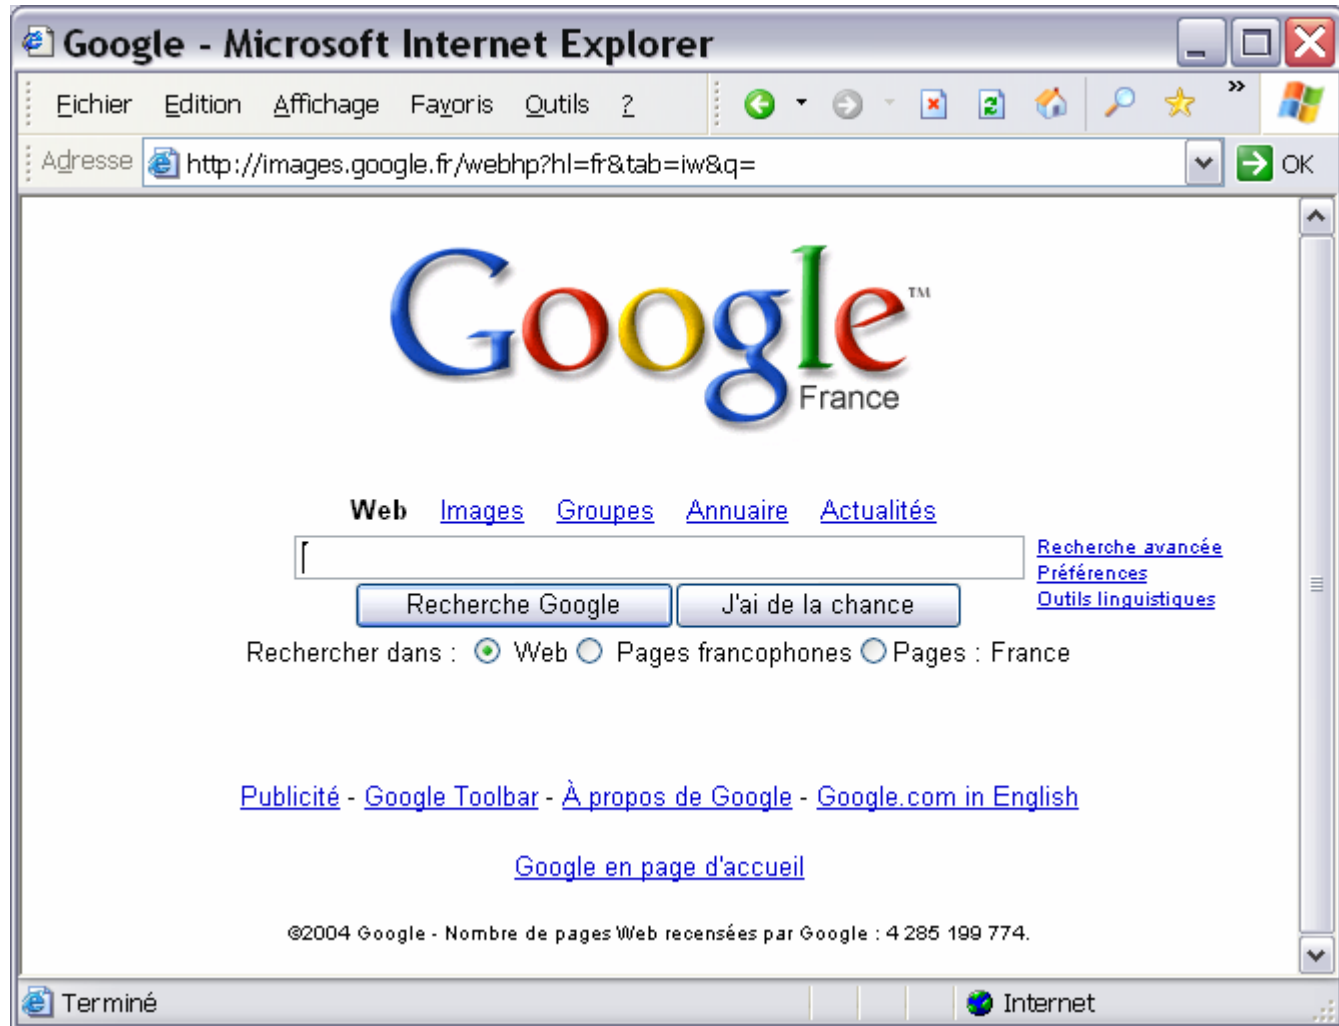 Google - Microsoft Internet Explorer
Fichier Edition Affichage Favoris Outils ? »
Adresse http://images.google.fr/webhp?hl=fr&tab=iw&q= OK
Google™
France
Web Images Groupes Annuaire Actualités
Recherche avancée
Préférences
Outils linguistiques
Recherche Google J'ai de la chance
Rechercher dans : Web Pages francophones Pages : France
Publicité - Google Toolbar - À propos de Google - Google.com in English
Google en page d'accueil
©2004 Google - Nombre de pages Web recensées par Google : 4 285 199 774.
Terminé Internet